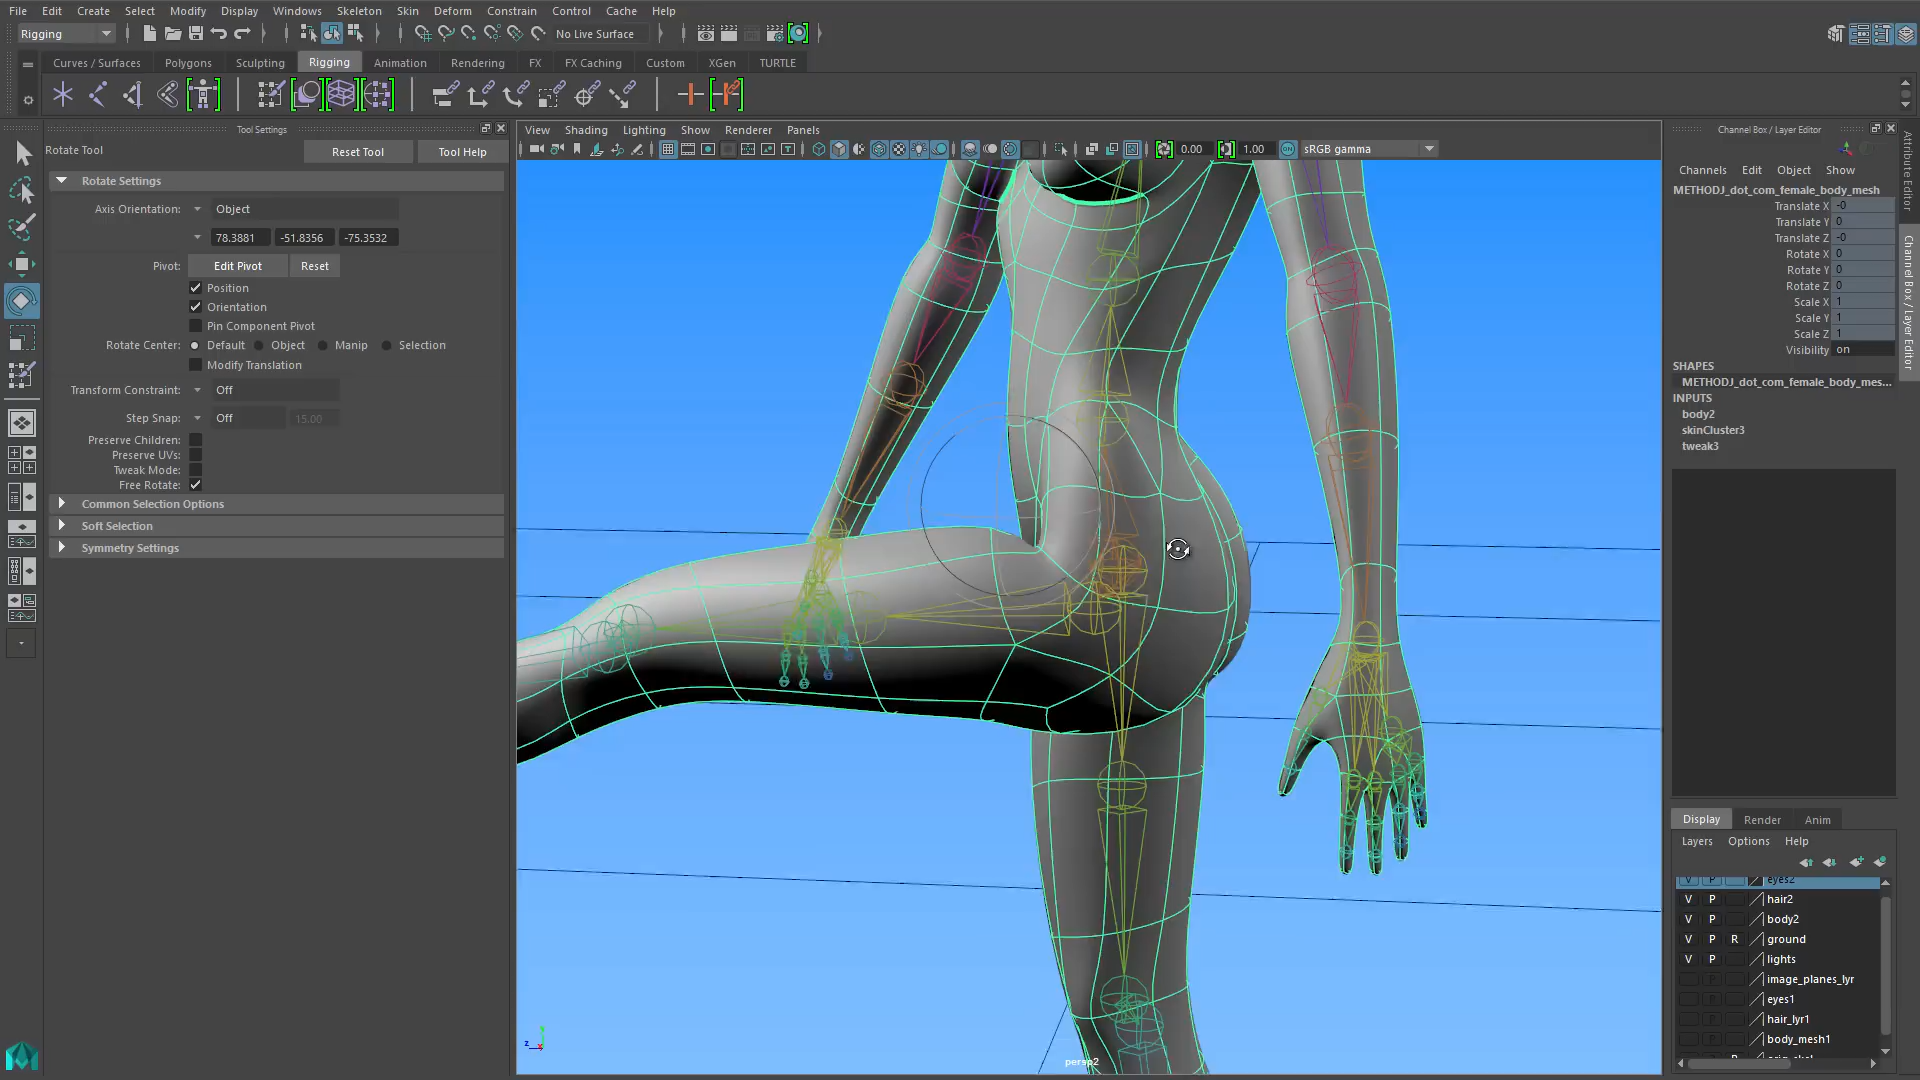 File Edit Create Select Modify Display Windows Skeleton Skin Deform Constrain Control Cache Help
Rigging No Live Surface
Curves / Surfaces Polygons Sculpting Rigging Animation Rendering FX FX Caching Custom XGen TURTLE
Tool Settings
Rotate Tool Reset Tool Tool Help
Rotate Settings
Axis Orientation: Object
78.3881 -51.8356 -75.3532
Pivot: Edit Pivot Reset
Position
Orientation
Pin Component Pivot
Rotate Center: Default Object Manip Selection
Modify Translation
Transform Constraint: Off
Step Snap: Off 15.00
Preserve Children:
Preserve UVs:
Tweak Mode:
Free Rotate:
Common Selection Options
Soft Selection
Symmetry Settings
View Shading Lighting Show Renderer Panels
0.00 1.00 ON sRGB gamma
z x
persp2
Channel Box / Layer Editor
Channels Edit Object Show
METHODJ_dot_com_female_body_mesh
Translate X -0
Translate Y 0
Translate Z -0
Rotate X 0
Rotate Y 0
Rotate Z 0
Scale X 1
Scale Y 1
Scale Z 1
Visibility on
SHAPES
METHODJ_dot_com_female_body_mes...
INPUTS
body2
skinCluster3
tweak3
Attribute Editor
Channel Box / Layer Editor
Display Render Anim
Layers Options Help
V P eyes2
V P hair2
V P body2
V P R ground
V P lights
P image_planes_lyr
P eyes1
P hair_lyr1
P body_mesh1